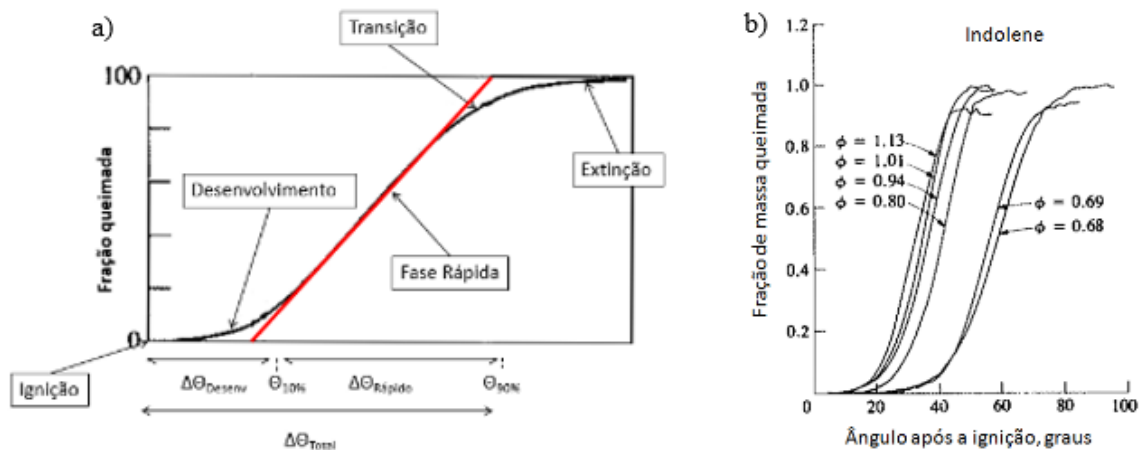 a)
Transição
100
Fração queimada
Desenvolvimento
Extinção
Fase Rápida
0
Ignição
ΔΘDesenv
Θ10%
ΔΘRápido
Θ90%
ΔΘTotal
b)
Indolene
1.2
1.0
0.8
0.6
0.4
0.2
Fração de massa queimada
ϕ = 1.13
ϕ = 1.01
ϕ = 0.94
ϕ = 0.80
ϕ = 0.69
ϕ = 0.68
20 40 60 80 100
Ângulo após a ignição, graus